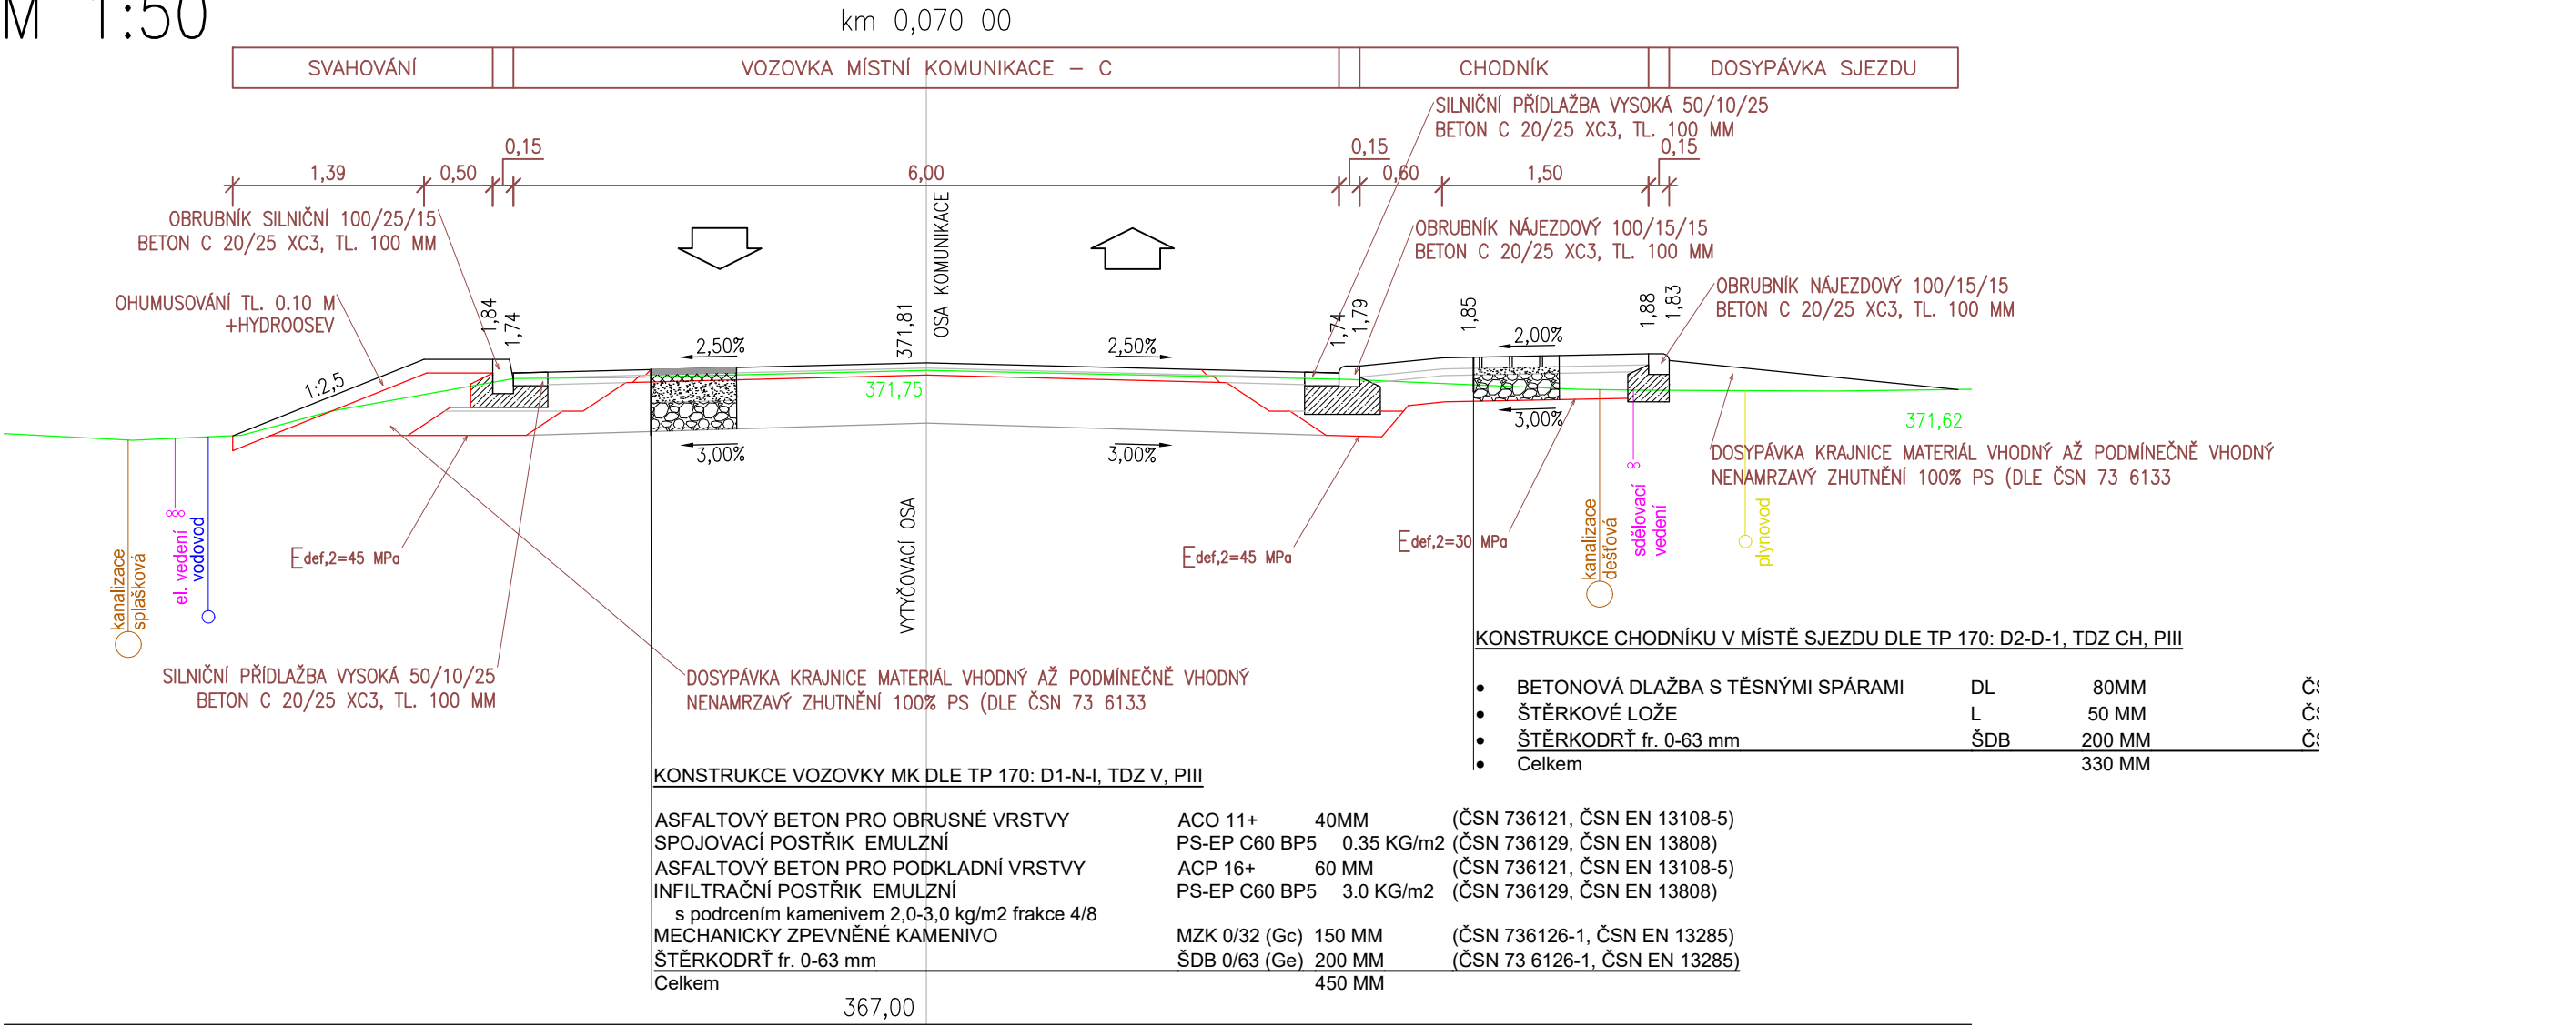 M 1:50
km 0,070 00
SVAHOVÁNÍ
VOZOVKA MÍSTNÍ KOMUNIKACE – C
CHODNÍK
DOSYPÁVKA SJEZDU
SILNIČNÍ PŘÍDLAŽBA VYSOKÁ 50/10/25
BETON C 20/25 XC3, TL. 100 MM
0,15
0,15
0,15
1,39
0,50
6,00
0,60
1,50
OBRUBNÍK SILNIČNÍ 100/25/15
BETON C 20/25 XC3, TL. 100 MM
OSA KOMUNIKACE
OBRUBNÍK NÁJEZDOVÝ 100/15/15
BETON C 20/25 XC3, TL. 100 MM
OHUMUSOVÁNÍ TL. 0.10 M
+HYDROOSEV
OBRUBNÍK NÁJEZDOVÝ 100/15/15
BETON C 20/25 XC3, TL. 100 MM
1,84
1,74
371,81
1,74
1,79
1,85
1,88
1,83
1:2,5
2,50%
2,50%
2,00%
371,75
371,62
3,00%
3,00%
3,00%
DOSYPÁVKA KRAJNICE MATERIÁL VHODNÝ AŽ PODMÍNEČNĚ VHODNÝ
NENAMRZAVÝ ZHUTNĚNÍ 100% PS (DLE ČSN 73 6133
kanalizace
splašková
el. vedení
vodovod
Edef,2=45 MPa
VYTYČOVACÍ OSA
Edef,2=45 MPa
Edef,2=30 MPa
kanalizace
dešťová
sdělovací
vedení
plynovod
SILNIČNÍ PŘÍDLAŽBA VYSOKÁ 50/10/25
BETON C 20/25 XC3, TL. 100 MM
DOSYPÁVKA KRAJNICE MATERIÁL VHODNÝ AŽ PODMÍNEČNĚ VHODNÝ
NENAMRZAVÝ ZHUTNĚNÍ 100% PS (DLE ČSN 73 6133
KONSTRUKCE CHODNÍKU V MÍSTĚ SJEZDU DLE TP 170: D2-D-1, TDZ CH, PIII
• BETONOVÁ DLAŽBA S TĚSNÝMI SPÁRAMI DL 80MM
• ŠTĚRKOVÉ LOŽE L 50 MM
• ŠTĚRKODRŤ fr. 0-63 mm ŠDB 200 MM
• Celkem 330 MM
KONSTRUKCE VOZOVKY MK DLE TP 170: D1-N-I, TDZ V, PIII
ASFALTOVÝ BETON PRO OBRUSNÉ VRSTVY ACO 11+ 40MM (ČSN 736121, ČSN EN 13108-5)
SPOJOVACÍ POSTŘIK EMULZNÍ PS-EP C60 BP5 0.35 KG/m2 (ČSN 736129, ČSN EN 13808)
ASFALTOVÝ BETON PRO PODKLADNÍ VRSTVY ACP 16+ 60 MM (ČSN 736121, ČSN EN 13108-5)
INFILTRAČNÍ POSTŘIK EMULZNÍ PS-EP C60 BP5 3.0 KG/m2 (ČSN 736129, ČSN EN 13808)
s podrcením kamenivem 2,0-3,0 kg/m2 frakce 4/8
MECHANICKY ZPEVNĚNÉ KAMENIVO MZK 0/32 (Gc) 150 MM (ČSN 736126-1, ČSN EN 13285)
ŠTĚRKODRŤ fr. 0-63 mm ŠDB 0/63 (Ge) 200 MM (ČSN 73 6126-1, ČSN EN 13285)
Celkem 450 MM
367,00